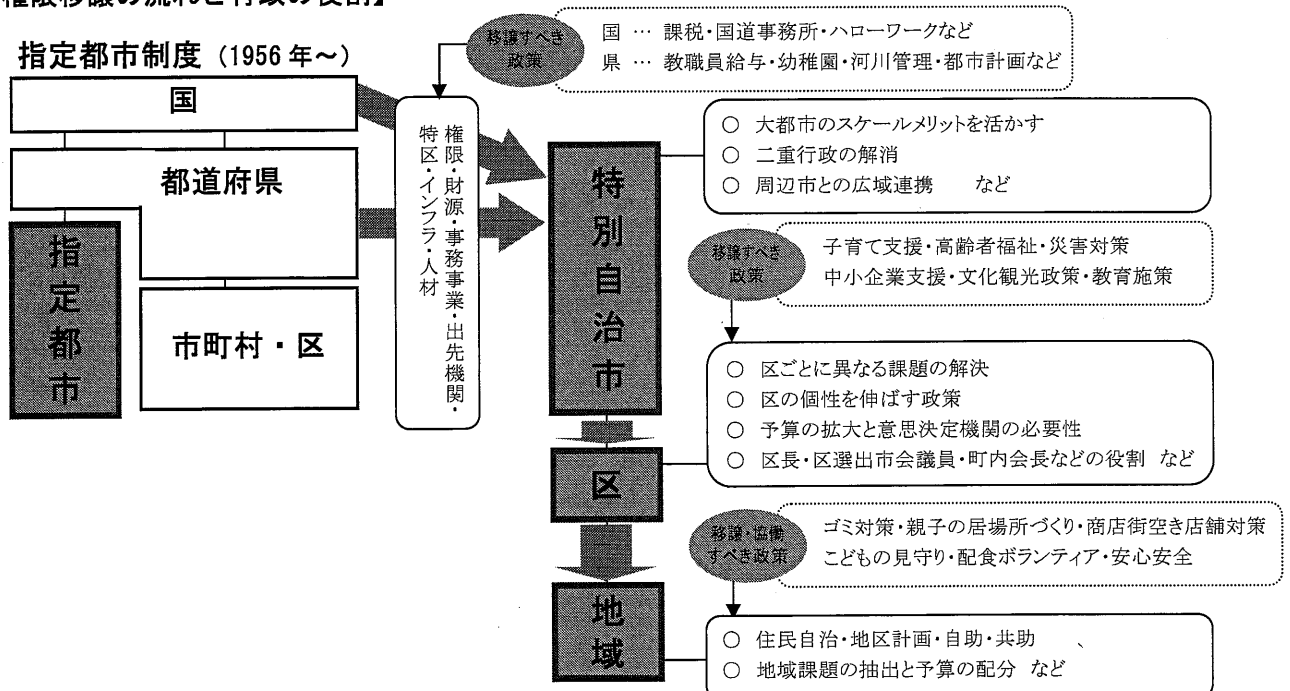 権限移譲の流れと行政の役割】
指定都市制度（1956年～）
国
都道府県
指定都市
市町村・区
移譲すべき
政策
国 … 課税・国道事務所・ハローワークなど
県 … 教職員給与・幼稚園・河川管理・都市計画など
権限・財源・事務事業・出先機関・
特区・インフラ・人材
特別自治市
○ 大都市のスケールメリットを活かす
○ 二重行政の解消
○ 周辺市との広域連携 など
移譲すべき
政策
子育て支援・高齢者福祉・災害対策
中小企業支援・文化観光政策・教育施策
区
○ 区ごとに異なる課題の解決
○ 区の個性を伸ばす政策
○ 予算の拡大と意思決定機関の必要性
○ 区長・区選出市会議員・町内会長などの役割 など
移譲・協働
すべき政策
ゴミ対策・親子の居場所づくり・商店街空き店舗対策
こどもの見守り・配食ボランティア・安心安全
地域
○ 住民自治・地区計画・自助・共助 、
○ 地域課題の抽出と予算の配分 など